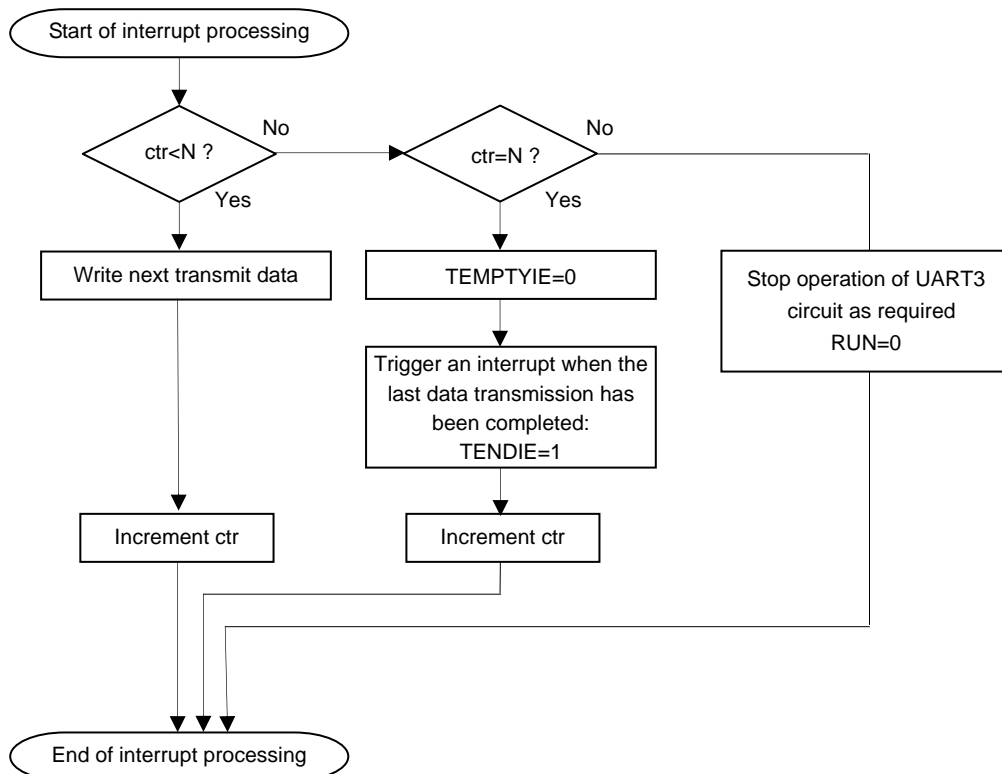 Start of interrupt processing
ctr<N ?
No
Yes
ctr=N ?
No
Yes
Write next transmit data
TEMPTYIE=0
Stop operation of UART3
circuit as required
RUN=0
Trigger an interrupt when the
last data transmission has
been completed:
TENDIE=1
Increment ctr
Increment ctr
End of interrupt processing